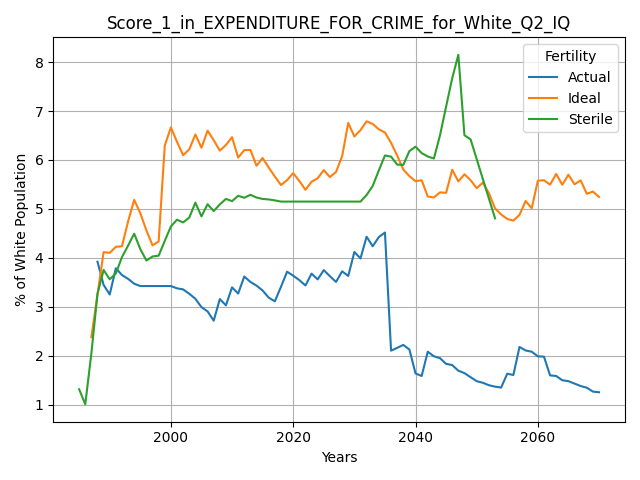 Score_1_in_EXPENDITURE_FOR_CRIME_for_White_Q2_IQ
Fertility
Actual
Ideal
Sterile
% of White Population
8
7
6
5
4
3
2
1
2000 2020 2040 2060
Years